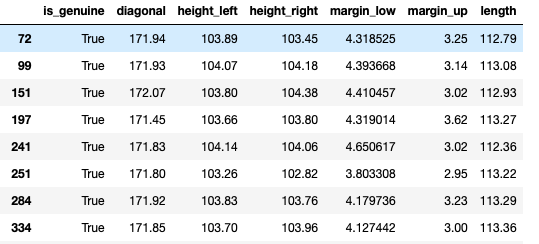 is_genuine diagonal height_left height_right margin_low margin_up length
72 True 171.94 103.89 103.45 4.318525 3.25 112.79
99 True 171.93 104.07 104.18 4.393668 3.14 113.08
151 True 172.07 103.80 104.38 4.410457 3.02 112.93
197 True 171.45 103.66 103.80 4.319014 3.62 113.27
241 True 171.83 104.14 104.06 4.650617 3.02 112.36
251 True 171.80 103.26 102.82 3.803308 2.95 113.22
284 True 171.92 103.83 103.76 4.179736 3.23 113.29
334 True 171.85 103.70 103.96 4.127442 3.00 113.36